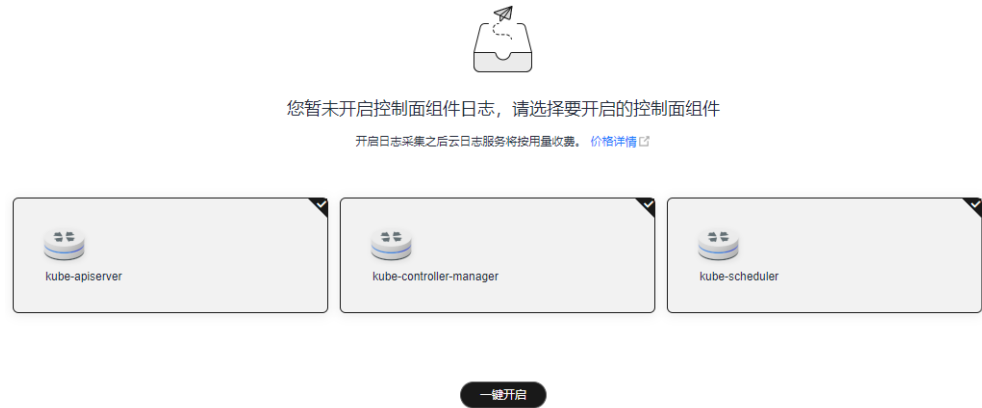 您暂未开启控制面组件日志，请选择要开启的控制面组件
开启日志采集之后云日志服务将按用量收费。 价格详情
kube-apiserver
kube-controller-manager
kube-scheduler
一键开启